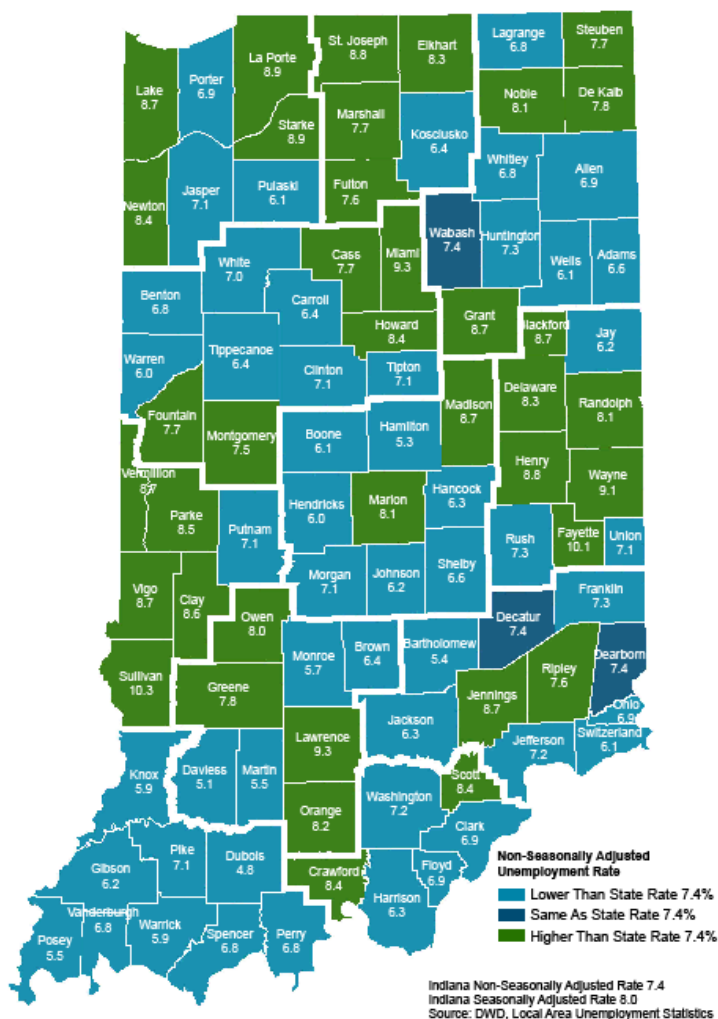 St. Joseph
8.8
Elkhart
8.3
Lagrange
6.8
Steuben
7.7
La Porte
8.9
Porter
6.9
Lake
8.7
Noble
8.1
De Kalb
7.8
Marshall
7.7
Starke
8.9
Kosciusko
6.4
Whitley
6.8
Allen
6.9
Jasper
7.1
Pulaski
6.1
Fulton
7.6
Newton
8.4
Wabash
7.4
Huntington
7.3
Wells
6.1
Adams
6.6
White
7.0
Cass
7.7
Miami
9.3
Benton
6.8
Carroll
6.4
Grant
8.7
Blackford
8.7
Jay
6.2
Howard
8.4
Warren
6.0
Tippecanoe
6.4
Clinton
7.1
Tipton
7.1
Fountain
7.7
Montgomery
7.5
Boone
6.1
Hamilton
5.3
Madison
8.7
Delaware
8.3
Randolph
8.1
Vermillion
8.7
Parke
8.5
Putnam
7.1
Hendricks
6.0
Marion
8.1
Hancock
6.3
Henry
8.8
Wayne
9.1
Rush
7.3
Fayette
10.1
Union
7.1
Vigo
8.7
Clay
8.6
Owen
8.0
Morgan
7.1
Johnson
6.2
Shelby
6.6
Decatur
7.4
Franklin
7.3
Sullivan
10.3
Greene
7.8
Monroe
5.7
Brown
6.4
Bartholomew
5.4
Jennings
8.7
Ripley
7.6
Dearborn
7.4
Ohio
6.9
Switzerland
6.1
Jefferson
7.2
Lawrence
9.3
Jackson
6.3
Knox
5.9
Daviess
5.1
Martin
5.5
Orange
8.2
Washington
7.2
Scott
8.4
Clark
6.9
Floyd
6.9
Harrison
6.3
Crawford
8.4
Gibson
6.2
Pike
7.1
Dubois
4.8
Posey
5.5
Vanderburgh
6.8
Warrick
5.9
Spencer
6.8
Perry
6.8
Non-Seasonally Adjusted
Unemployment Rate
Lower Than State Rate 7.4%
Same As State Rate 7.4%
Higher Than State Rate 7.4%
Indiana Non-Seasonally Adjusted Rate 7.4
Indiana Seasonally Adjusted Rate 8.0
Source: DWD, Local Area Unemployment Statistics